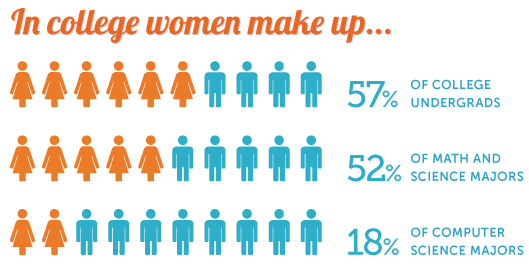 In college women make up...
57% OF COLLEGE
UNDERGRADS
52% OF MATH AND
SCIENCE MAJORS
18% OF COMPUTER
SCIENCE MAJORS